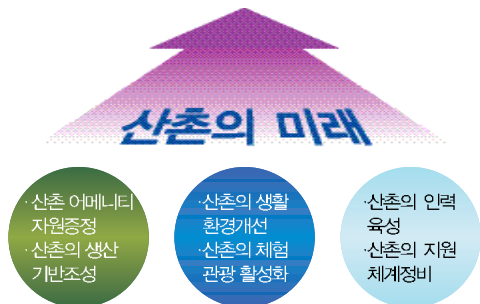 산촌의 미래
· 산촌 어메니티
자원증정
· 산촌의 생산
기반조성
·산촌의 생활
환경개선
·산촌의 체험
관광 활성화
·산촌의 인력
육성
·산촌의 지원
체계정비